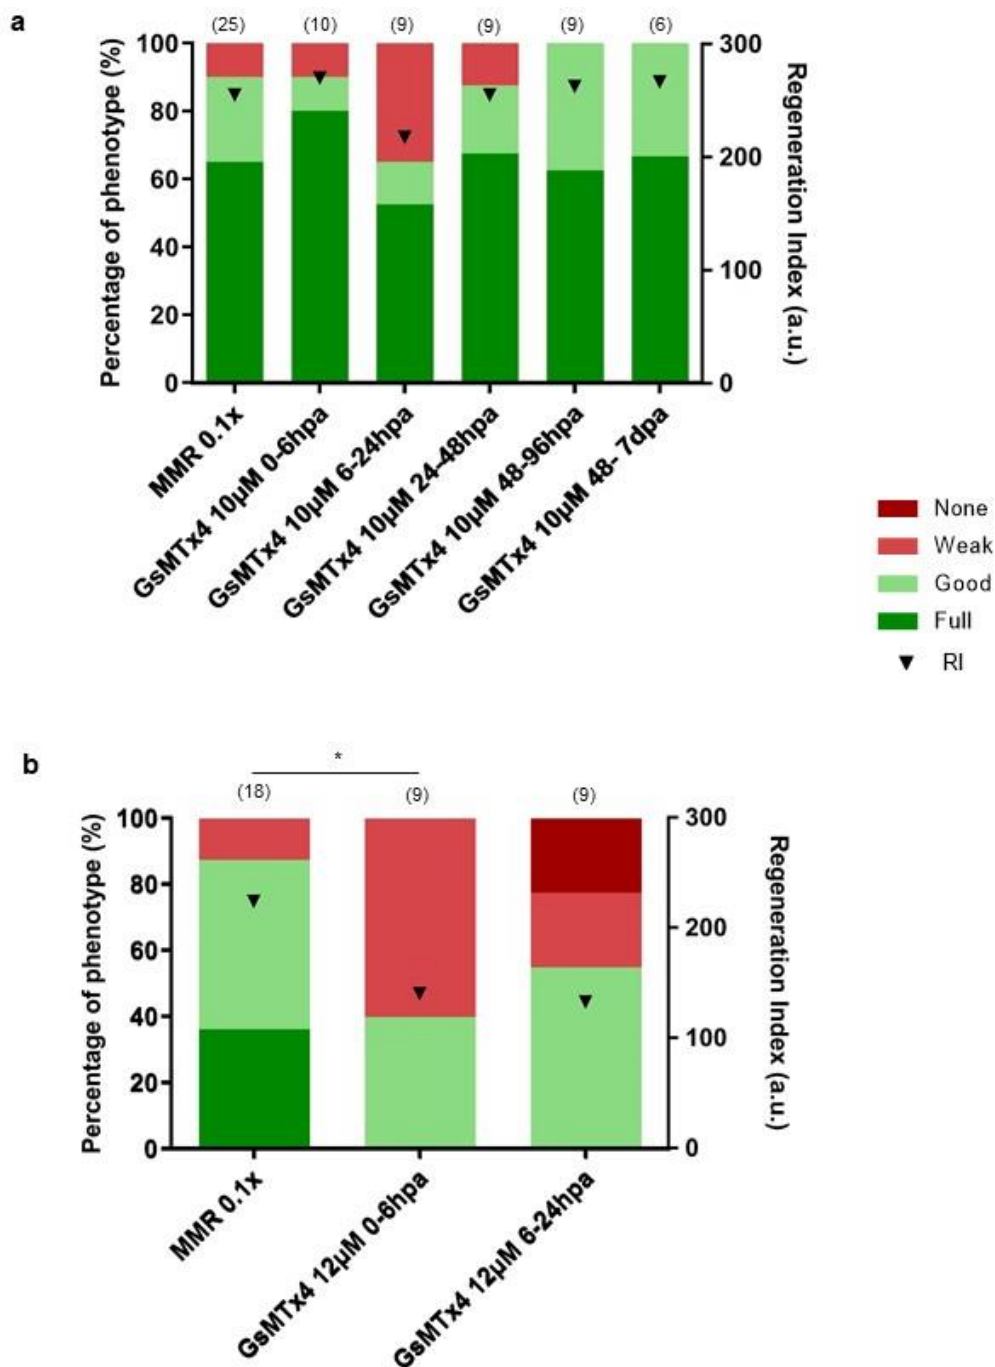 a
(25) (10) (9) (9) (9) (6)
Percentage of phenotype (%)
100
80
60
40
20
0
300
200
100
0
Regeneration Index (a.u.)
MMR 0.1x
GsMTx4 10µM 0-6hpa
GsMTx4 10µM 6-24hpa
GsMTx4 10µM 24-48hpa
GsMTx4 10µM 48-96hpa
GsMTx4 10µM 48- 7dpa
None
Weak
Good
Full
RI
b
*
(18) (9) (9)
Percentage of phenotype (%)
100
80
60
40
20
0
300
200
100
0
Regeneration Index (a.u.)
MMR 0.1x
GsMTx4 12µM 0-6hpa
GsMTx4 12µM 6-24hpa